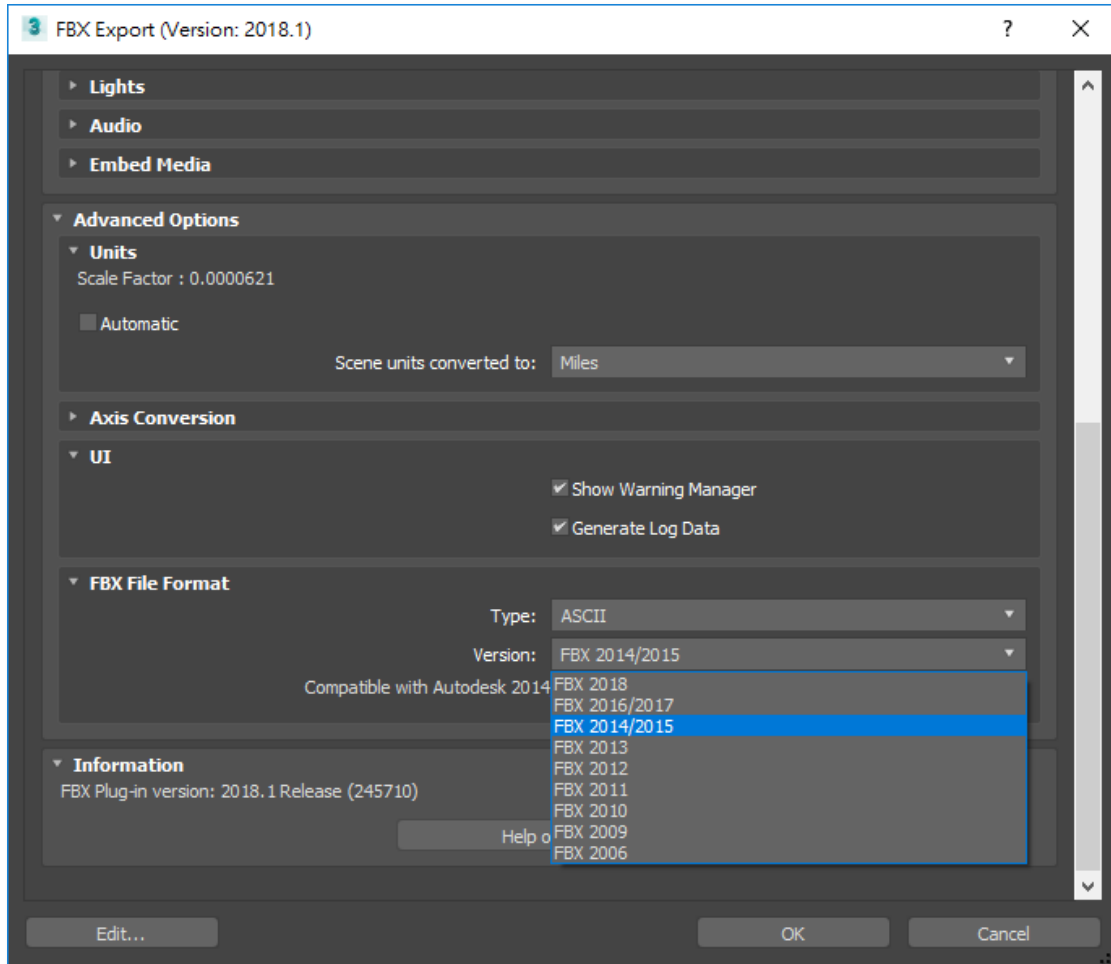 FBX Export (Version: 2018.1)
Lights
Audio
Embed Media
Advanced Options
Units
Scale Factor : 0.0000621
Automatic
Scene units converted to: Miles
Axis Conversion
UI
Show Warning Manager
Generate Log Data
FBX File Format
Type: ASCII
Version: FBX 2014/2015
Compatible with Autodesk 2014
FBX 2018
FBX 2016/2017
FBX 2014/2015
FBX 2013
FBX 2012
FBX 2011
FBX 2010
FBX 2009
FBX 2006
Information
FBX Plug-in version: 2018.1 Release (245710)
Help o
Edit...
OK
Cancel